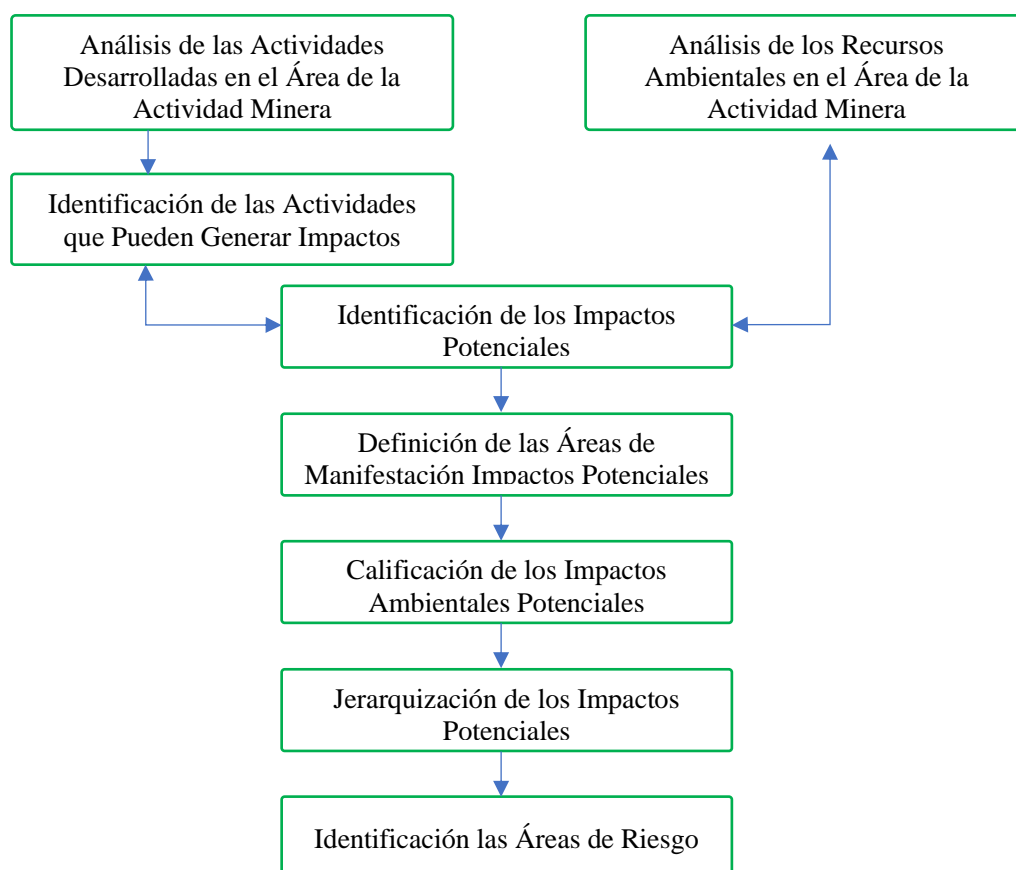 Análisis de las Actividades
Desarrolladas en el Área de la
Actividad Minera
Análisis de los Recursos
Ambientales en el Área de la
Actividad Minera
Identificación de las Actividades
que Pueden Generar Impactos
Identificación de los Impactos
Potenciales
Definición de las Áreas de
Manifestación Impactos Potenciales
Calificación de los Impactos
Ambientales Potenciales
Jerarquización de los Impactos
Potenciales
Identificación las Áreas de Riesgo